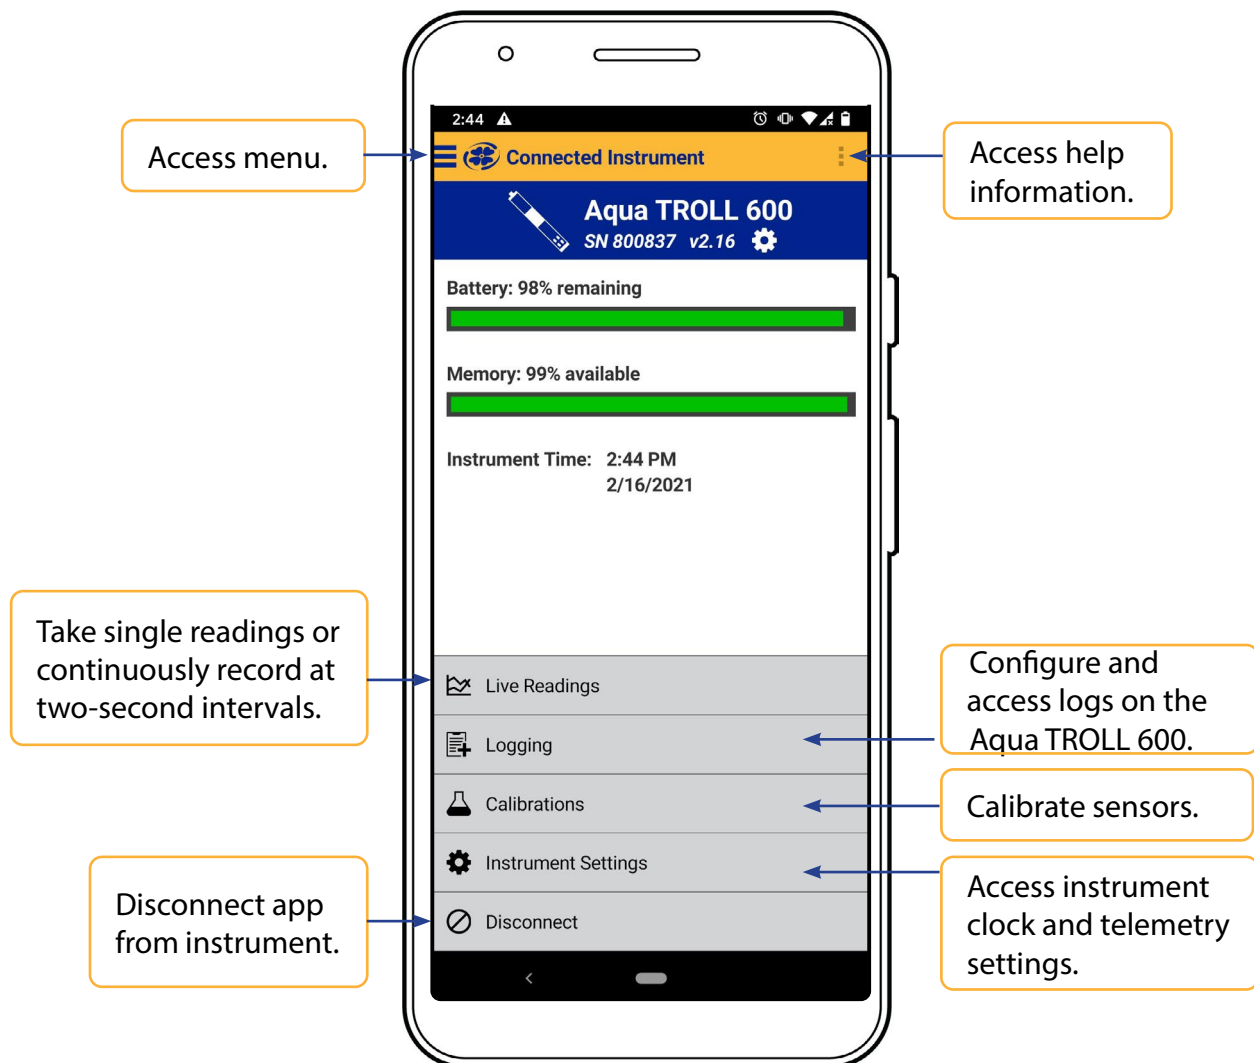 2:44
Access menu.
Connected Instrument
Access help
information.
Aqua TROLL 600
SN 800837 v2.16
Battery: 98% remaining
Memory: 99% available
Instrument Time: 2:44 PM
2/16/2021
Take single readings or
continuously record at
two-second intervals.
Live Readings
Configure and
access logs on the
Aqua TROLL 600.
Logging
Calibrations
Calibrate sensors.
Instrument Settings
Access instrument
clock and telemetry
settings.
Disconnect app
from instrument.
Disconnect